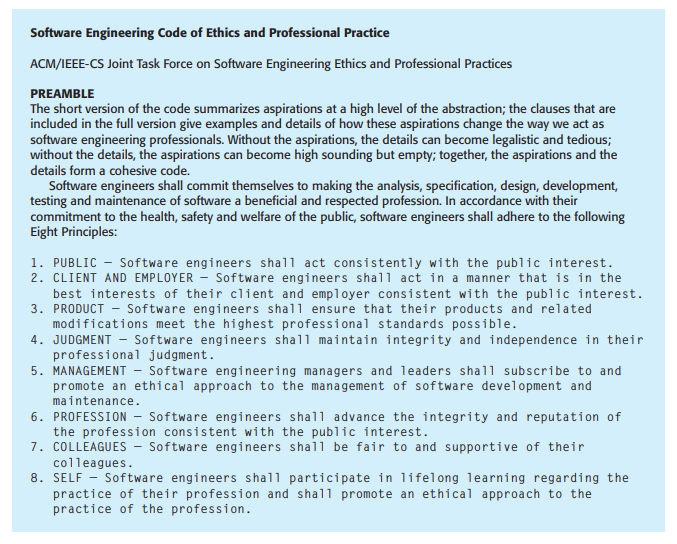 Software Engineering Code of Ethics and Professional Practice
ACM/IEEE-CS Joint Task Force on Software Engineering Ethics and Professional Practices
PREAMBLE
The short version of the code summarizes aspirations at a high level of the abstraction; the clauses that are
included in the full version give examples and details of how these aspirations change the way we act as
software engineering professionals. Without the aspirations, the details can become legalistic and tedious;
without the details, the aspirations can become high sounding but empty; together, the aspirations and the
details form a cohesive code.
Software engineers shall commit themselves to making the analysis, specification, design, development,
testing and maintenance of software a beneficial and respected profession. In accordance with their
commitment to the health, safety and welfare of the public, software engineers shall adhere to the following
Eight Principles:
1. PUBLIC — Software engineers shall act consistently with the public interest.
2. CLIENT AND EMPLOYER — Software engineers shall act in a manner that is in the
best interests of their client and employer consistent with the public interest.
3. PRODUCT — Software engineers shall ensure that their products and related
modifications meet the highest professional standards possible.
4. JUDGMENT — Software engineers shall maintain integrity and independence in their
professional judgment.
5. MANAGEMENT — Software engineering managers and leaders shall subscribe to and
promote an ethical approach to the management of software development and
maintenance.
6. PROFESSION — Software engineers shall advance the integrity and reputation of
the profession consistent with the public interest.
7. COLLEAGUES — Software engineers shall be fair to and supportive of their
colleagues.
8. SELF — Software engineers shall participate in lifelong learning regarding the
practice of their profession and shall promote an ethical approach to the
practice of the profession.